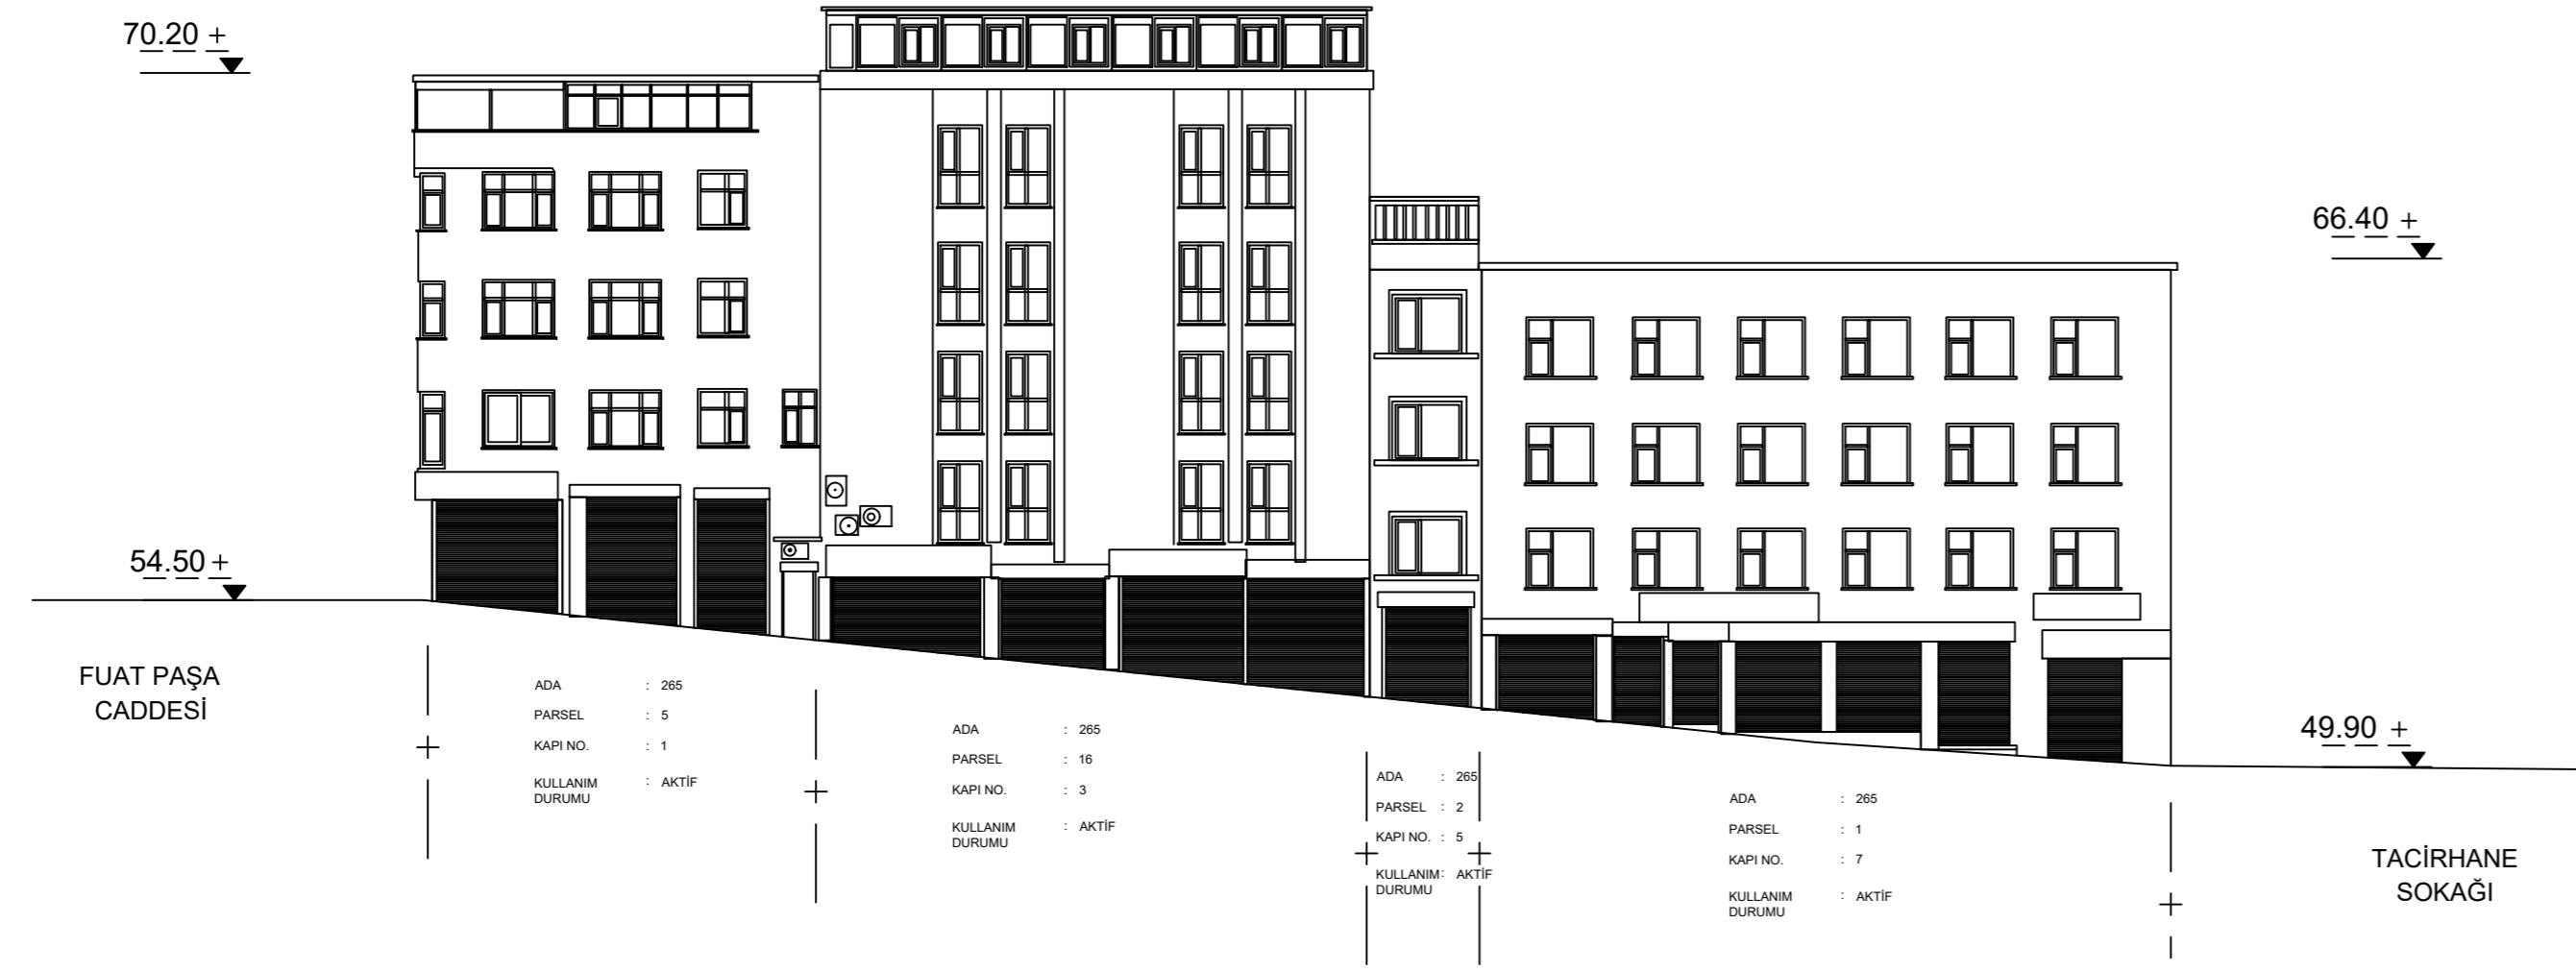 70.20 +
66.40 +
54.50 +
49.90 +
FUAT PAŞA
CADDESİ
ADA : 265
PARSEL : 5
KAPI NO. : 1
KULLANIM : AKTİF
DURUMU
ADA : 265
PARSEL : 16
KAPI NO. : 3
KULLANIM : AKTİF
DURUMU
ADA : 265
PARSEL : 2
KAPI NO. : 5
KULLANIM : AKTİF
DURUMU
ADA : 265
PARSEL : 1
KAPI NO. : 7
KULLANIM : AKTİF
DURUMU
TACİRHANE
SOKAĞI